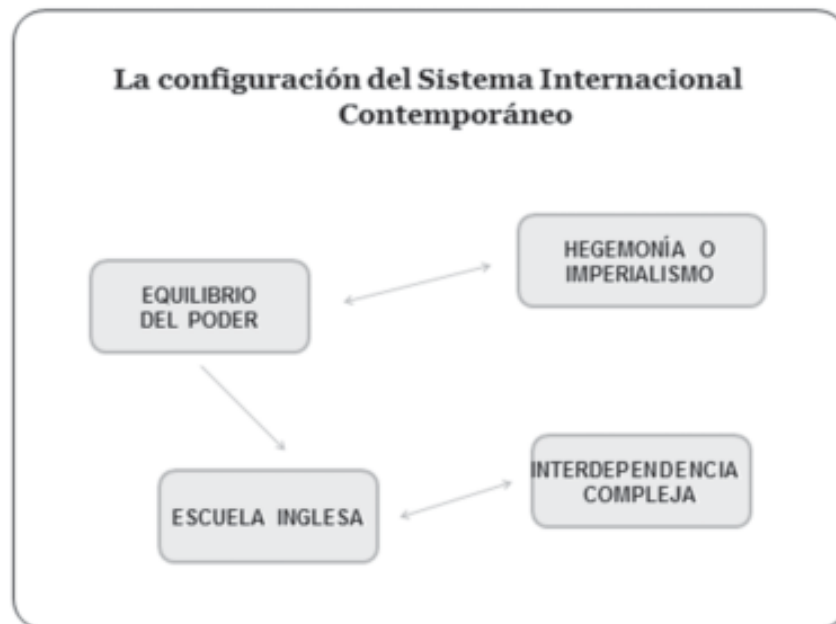 La configuración del Sistema Internacional
Contemporáneo
HEGEMONÍA O
IMPERIALISMO
EQUILIBRIO
DEL PODER
INTERDEPENDENCIA
COMPLEJA
ESCUELA INGLESA